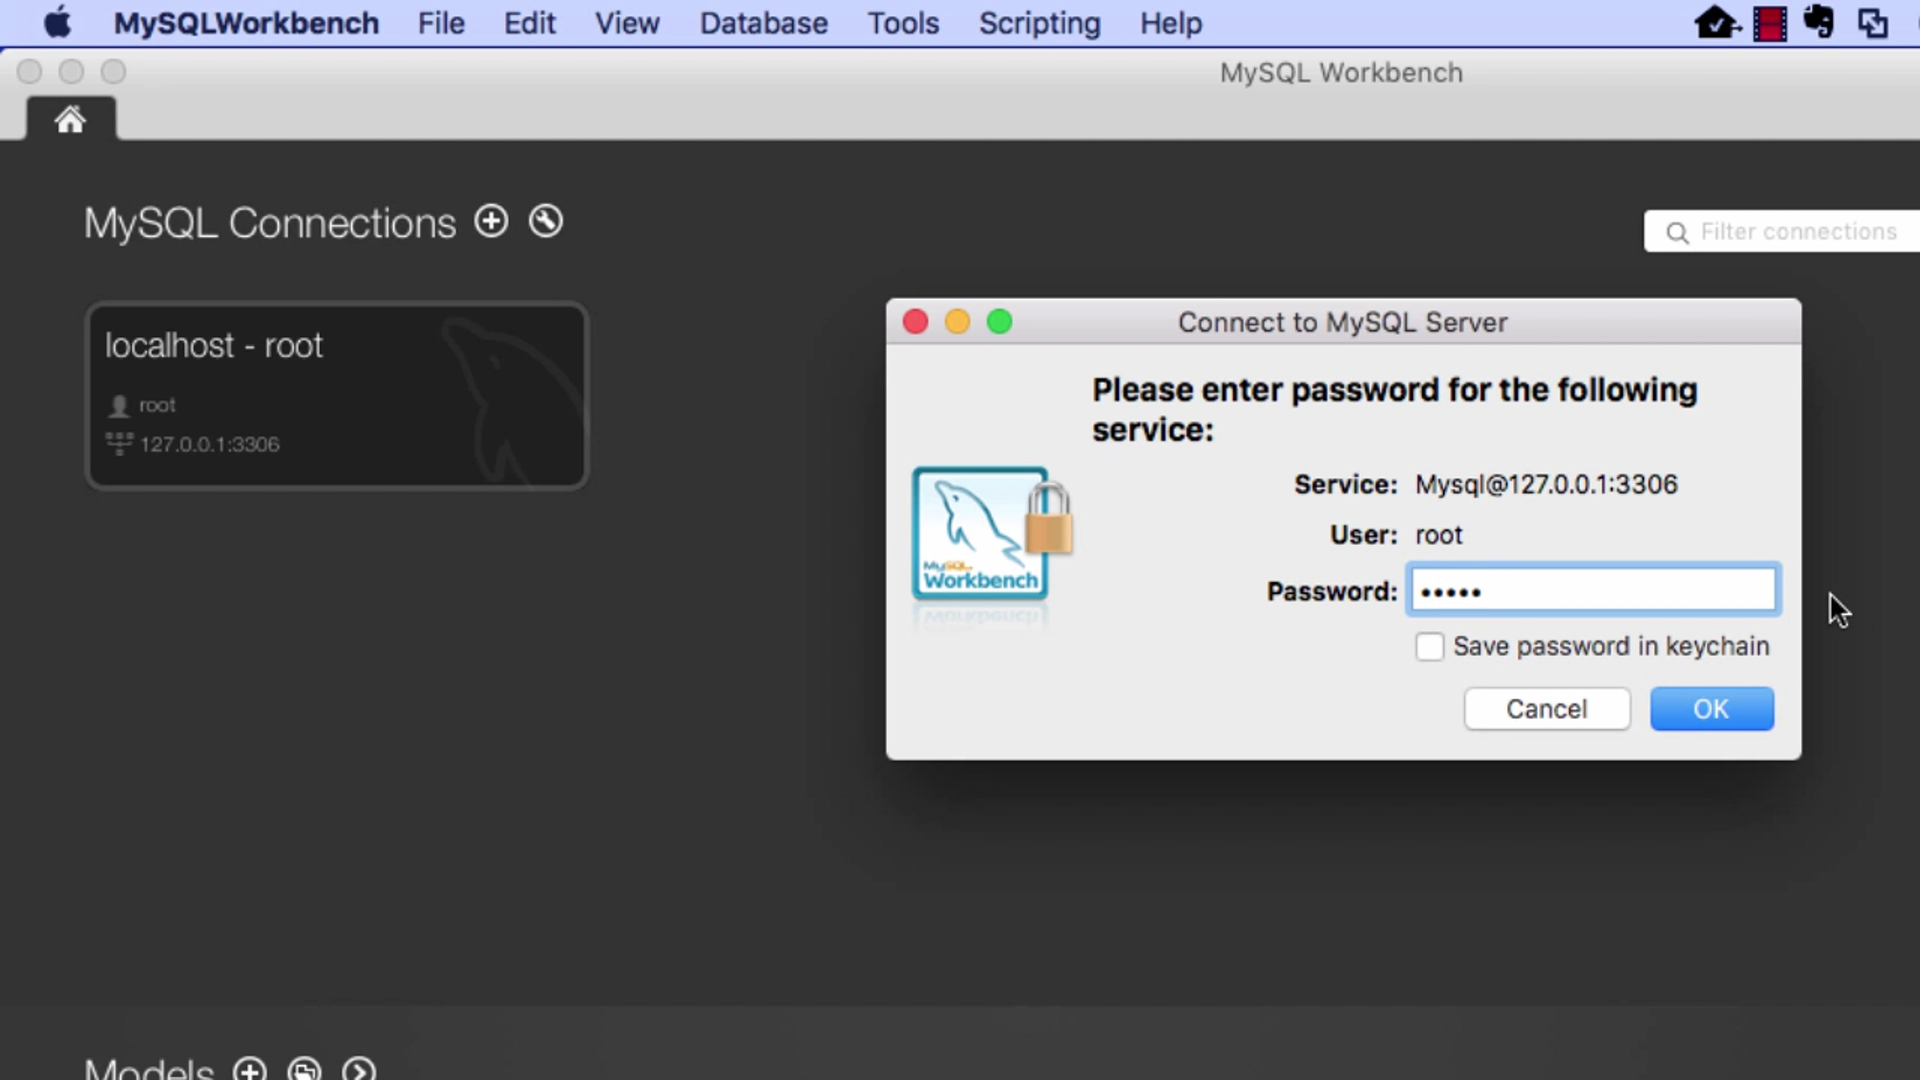 MySQLWorkbench File Edit View Database Tools Scripting Help
MySQL Workbench
MySQL Connections
Filter connections
localhost - root
root
127.0.0.1:3306
Connect to MySQL Server
Please enter password for the following
service:
Service: Mysql@127.0.0.1:3306
User: root
Password: •••••
MySQL
Workbench
Save password in keychain
Cancel OK
Models